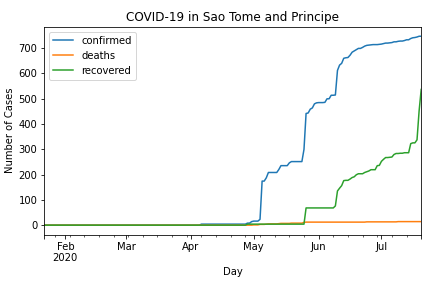 COVID-19 in Sao Tome and Principe
confirmed
deaths
recovered
Number of Cases
700
600
500
400
300
200
100
0
Feb
2020
Mar
Apr
May
Jun
Jul
Day